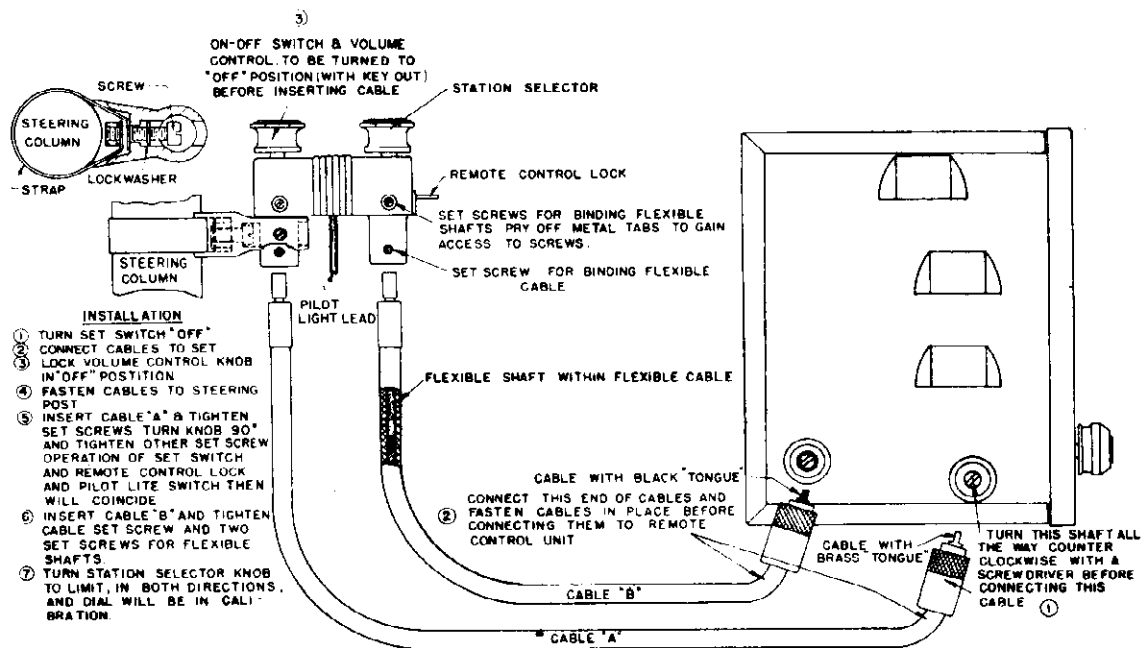 ③
ON-OFF SWITCH & VOLUME
CONTROL. TO BE TURNED TO
"OFF" POSITION (WITH KEY OUT)
BEFORE INSERTING CABLE
STATION SELECTOR
SCREW
STEERING
COLUMN
STRAP
LOCKWASHER
REMOTE CONTROL LOCK
SET SCREWS FOR BINDING FLEXIBLE
SHAFTS PRY OFF METAL TABS TO GAIN
ACCESS TO SCREWS.
SET SCREW FOR BINDING FLEXIBLE
CABLE
STEERING
COLUMN
PILOT
LIGHT LEAD
INSTALLATION
① TURN SET SWITCH "OFF"
② CONNECT CABLES TO SET
③ LOCK VOLUME CONTROL KNOB
IN "OFF" POSTITION
④ FASTEN CABLES TO STEERING
POST
⑤ INSERT CABLE "A" & TIGHTEN
SET SCREWS TURN KNOB 90°
AND TIGHTEN OTHER SET SCREW
OPERATION OF SET SWITCH
AND REMOTE CONTROL LOCK
AND PILOT LITE SWITCH THEN
WILL COINCIDE
⑥ INSERT CABLE "B" AND TIGHTEN
CABLE SET SCREW AND TWO
SET SCREWS FOR FLEXIBLE
SHAFTS.
⑦ TURN STATION SELECTOR KNOB
TO LIMIT, IN BOTH DIRECTIONS,
AND DIAL WILL BE IN CALI-
BRATION.
FLEXIBLE SHAFT WITHIN FLEXIBLE CABLE
CABLE WITH BLACK "TONGUE"
② CONNECT THIS END OF CABLES AND
FASTEN CABLES IN PLACE BEFORE
CONNECTING THEM TO REMOTE
CONTROL UNIT
CABLE WITH
BRASS "TONGUE"
TURN THIS SHAFT ALL
THE WAY COUNTER
CLOCKWISE WITH A
SCREWDRIVER BEFORE
CONNECTING THIS
CABLE ①
CABLE "B"
CABLE "A"